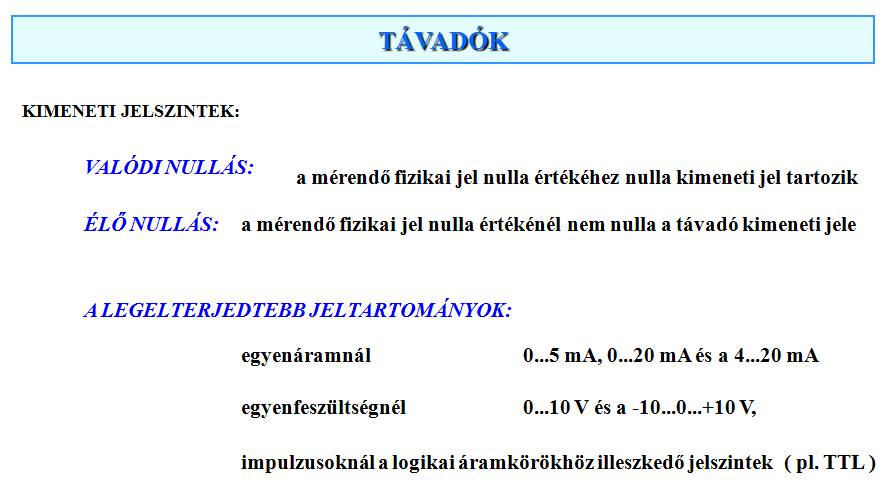 TÁVADÓK
KIMENETI JELSZINTEK:
VALÓDI NULLÁS: a mérendő fizikai jel nulla értékéhez nulla kimeneti jel tartozik
ÉLŐ NULLÁS: a mérendő fizikai jel nulla értékénél nem nulla a távadó kimeneti jele
A LEGELTERJEDTEBB JELTARTOMÁNYOK:
egyenáramnál 0...5 mA, 0...20 mA és a 4...20 mA
egyenfeszültségnél 0...10 V és a -10...0...+10 V,
impulzusoknál a logikai áramkörökhöz illeszkedő jelszintek ( pl. TTL )